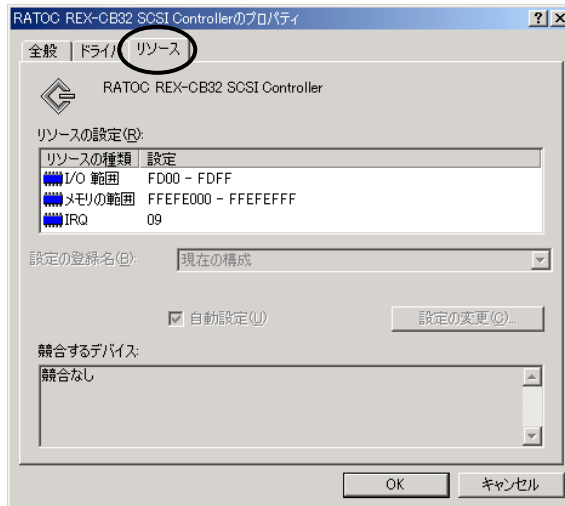 RATOC REX-CB32 SCSI Controllerのプロパティ
全般 ドライバ リソース
RATOC REX-CB32 SCSI Controller
リソースの設定(R):
リソースの種類 設定
I/O 範囲 FD00 - FDFF
メモリの範囲 FFEFE000 - FFEFEFFF
IRQ 09
設定の登録名(B): 現在の構成
自動設定(U) 設定の変更(C)...
競合するデバイス:
競合なし
OK キャンセル